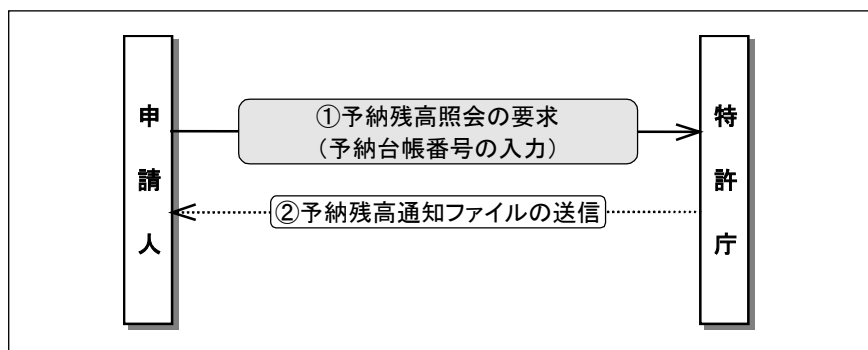 申請人
①予納残高照会の要求
（予納台帳番号の入力）
②予納残高通知ファイルの送信
特許庁